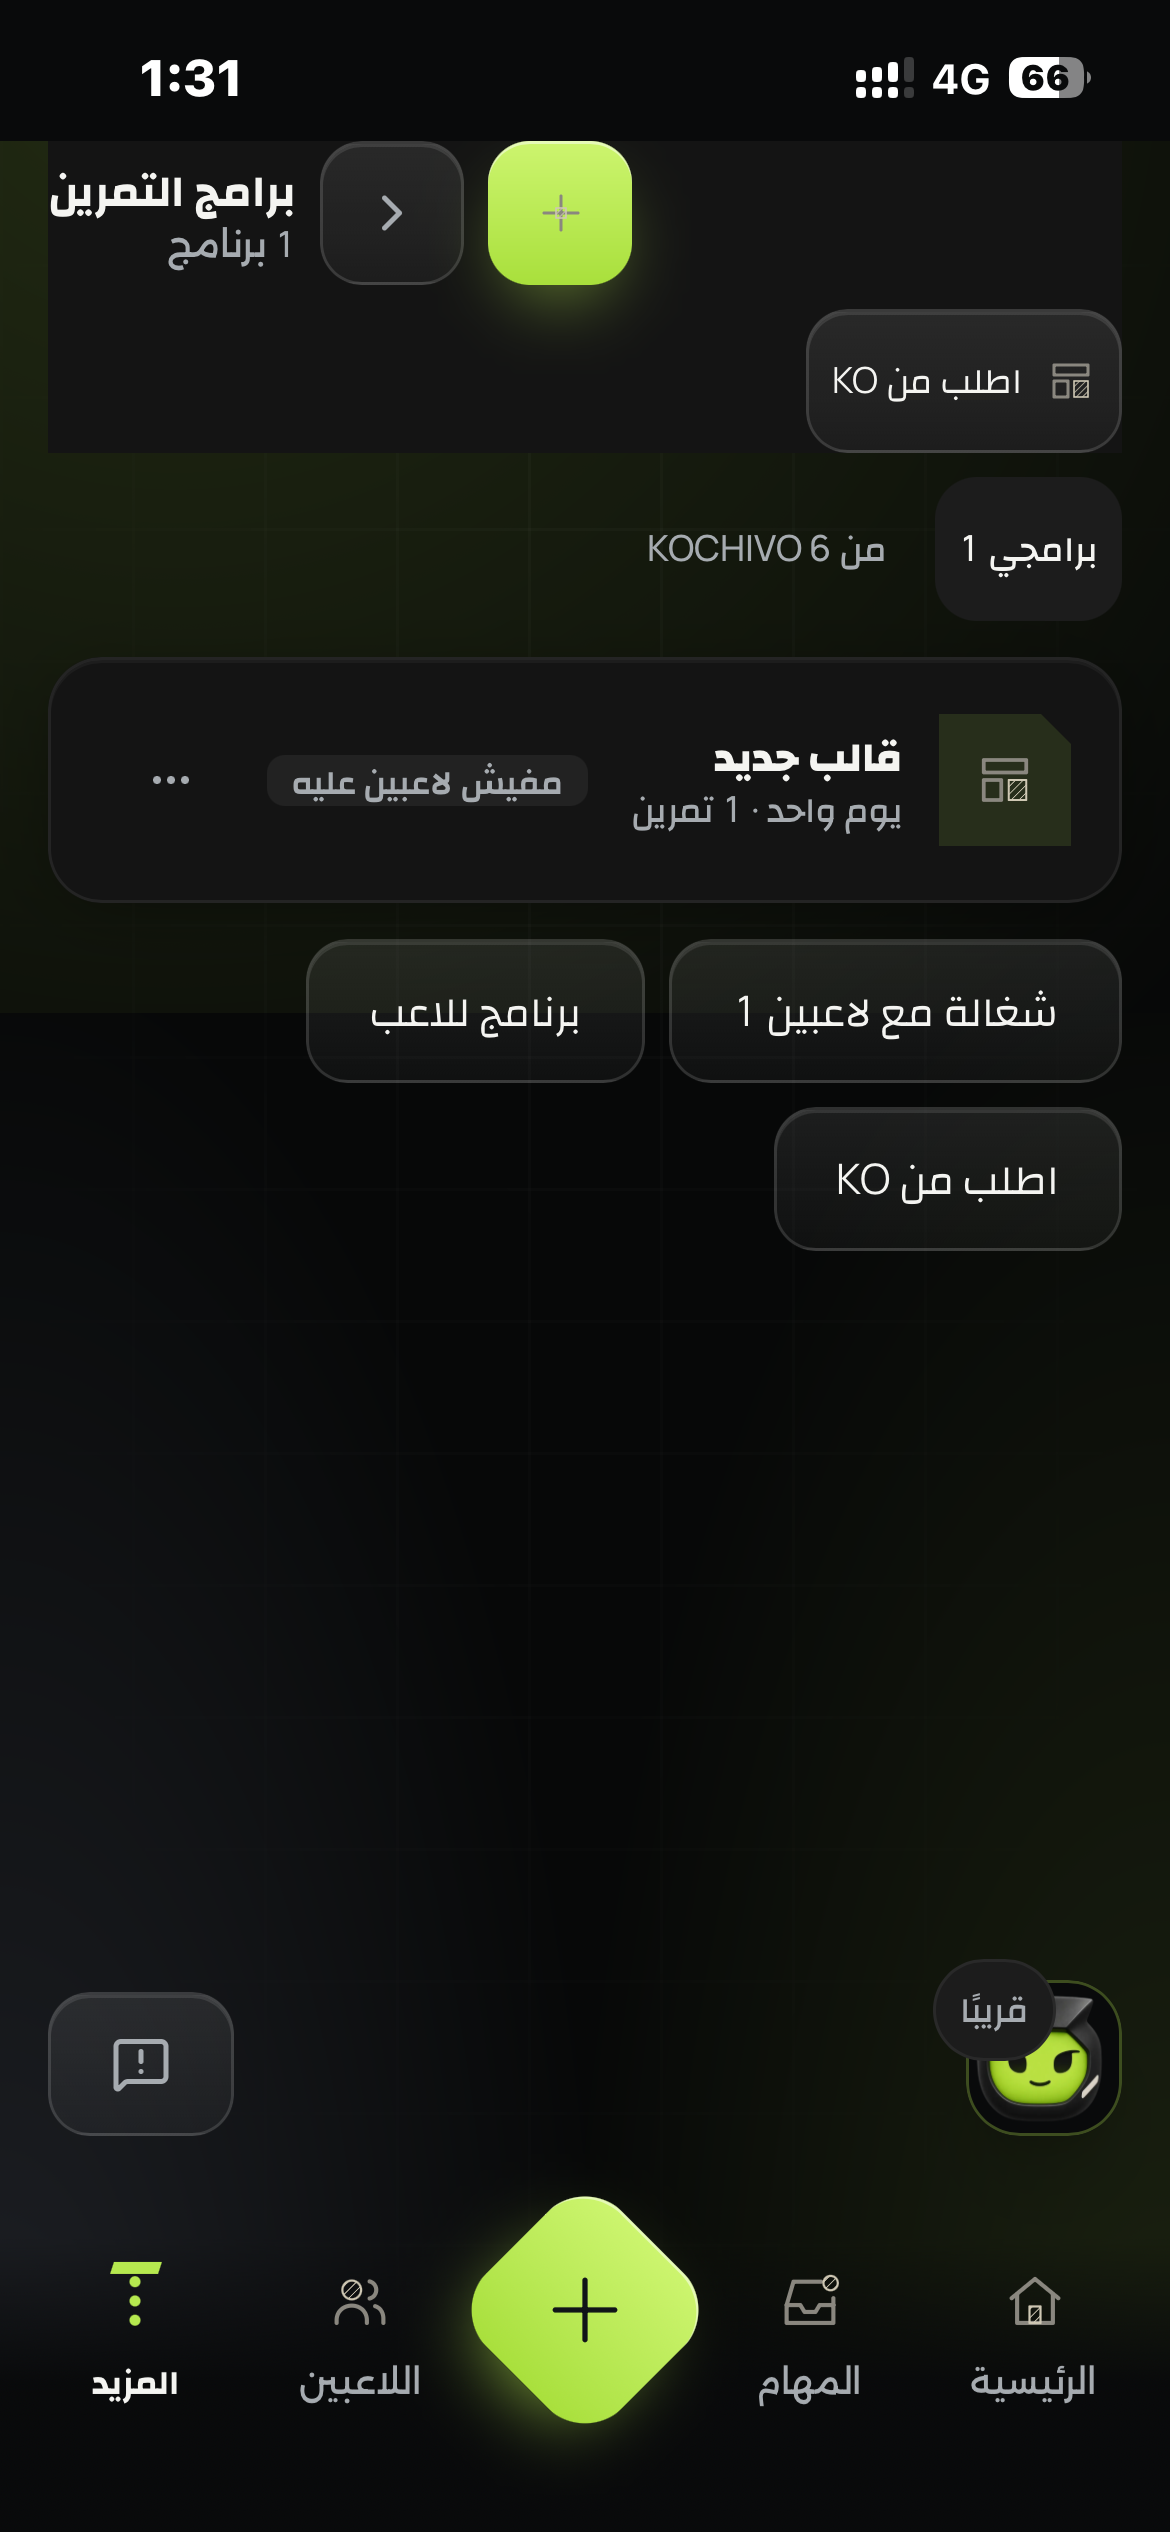 1:31
4G 66
برامج التمرين
1 برنامج
اطلب من KO
برامجي 1
من KOCHIVO 6
قالب جديد
يوم واحد · 1 تمرين
مفيش لاعبين عليه
شغالة مع لاعبين 1
برنامج للاعب
اطلب من KO
قريبًا
الرئيسية
المهام
اللاعبين
المزيد